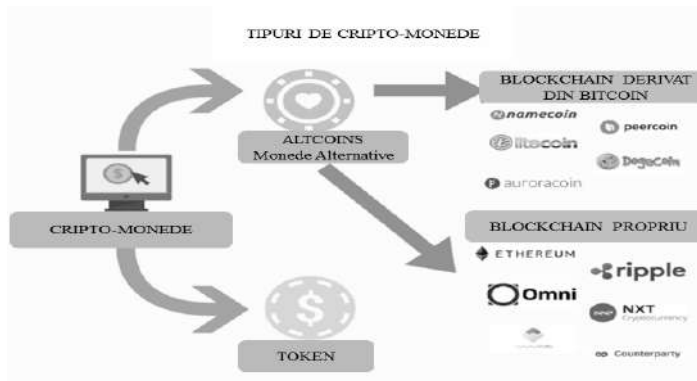 TIPURI DE CRIPTO-MONEDE
BLOCKCHAIN DERIVAT
DIN BITCOIN
namecoin
peercoin
litecoin
DogeCoin
auroracoin
ALTCOINS
Monede Alternative
CRIPTO-MONEDE
BLOCKCHAIN PROPRIU
ETHEREUM
ripple
Omni
NXT
Cryptocurrency
Counterparty
TOKEN